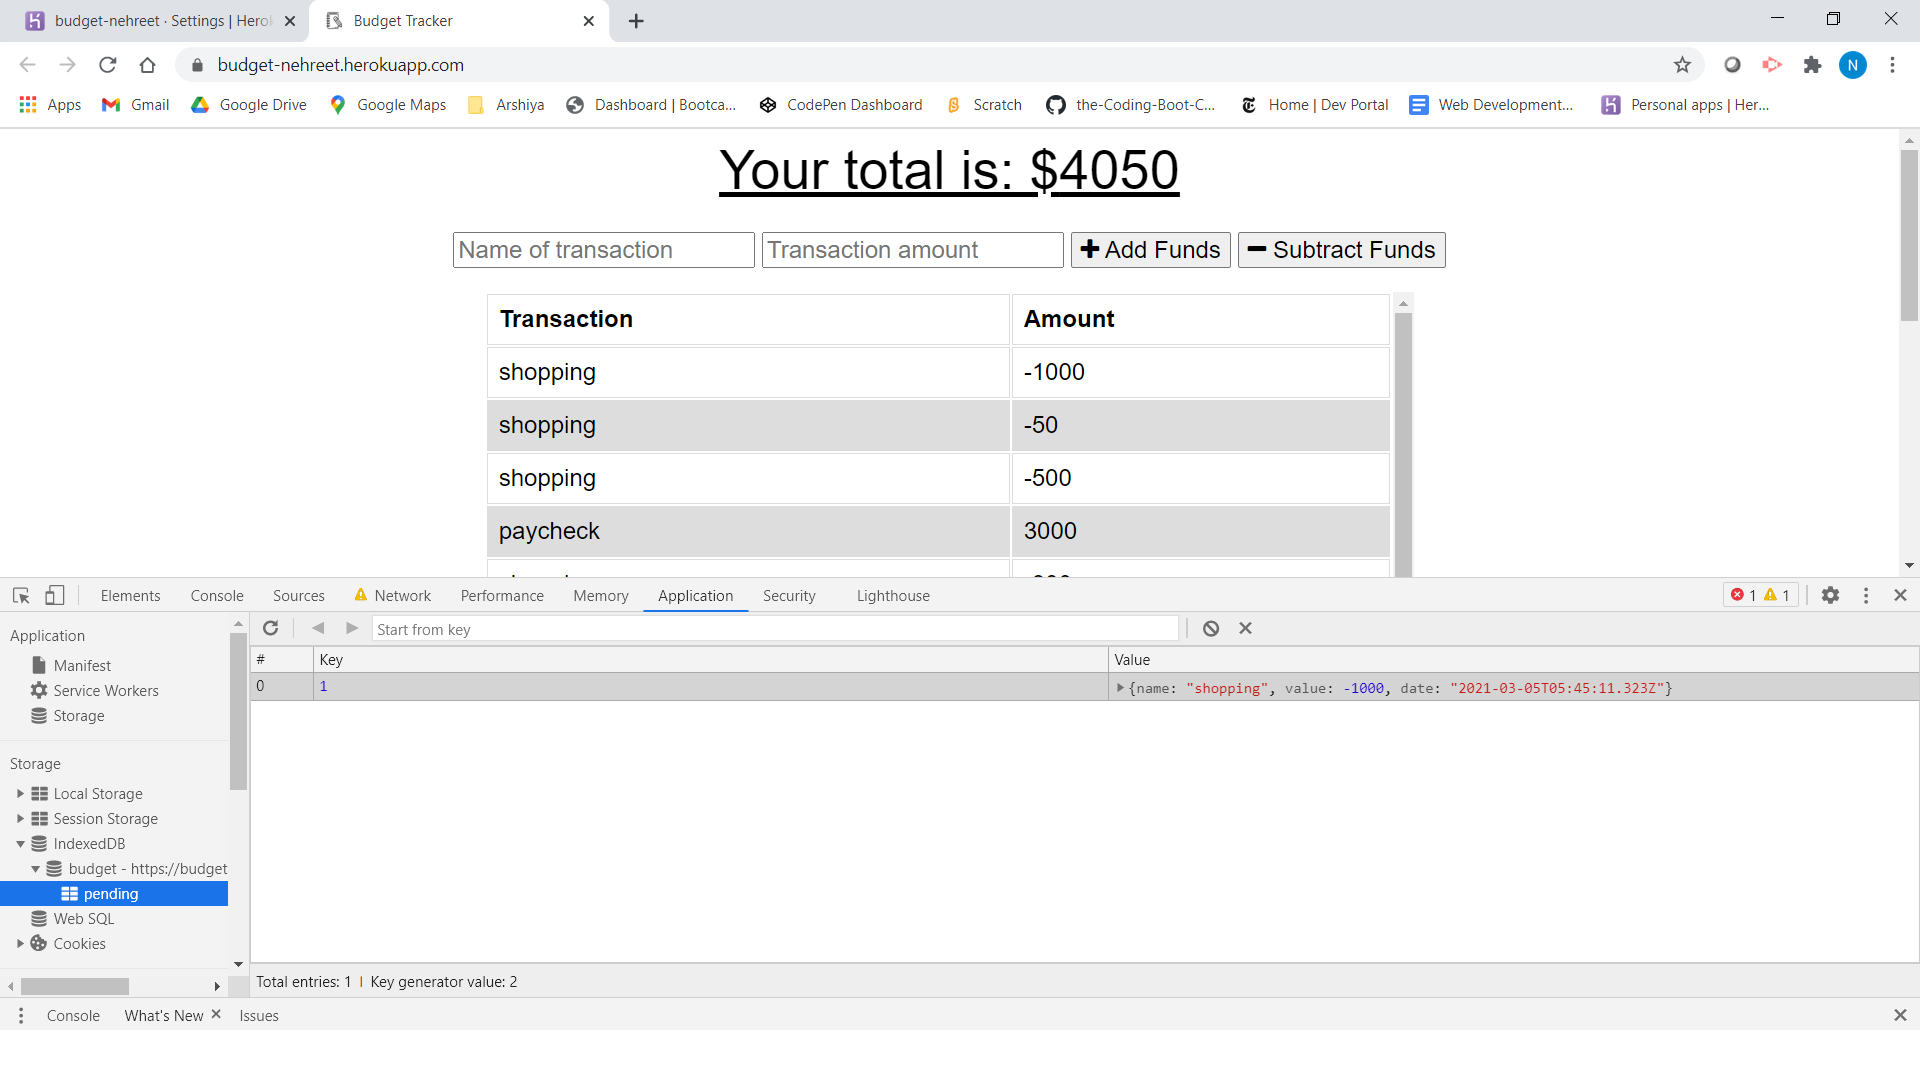 budget-nehreet · Settings | Hero
Budget Tracker
budget-nehreet.herokuapp.com
N
Apps
Gmail
Google Drive
Google Maps
Arshiya
Dashboard | Bootca...
CodePen Dashboard
Scratch
the-Coding-Boot-C...
Home | Dev Portal
Web Development...
Personal apps | Her...
Your total is: $4050
Name of transaction
Transaction amount
Add Funds
Subtract Funds
Transaction Amount
shopping -1000
shopping -50
shopping -500
paycheck 3000
Elements
Console
Sources
Network
Performance
Memory
Application
Security
Lighthouse
1
1
Application
Manifest
Service Workers
Storage
Storage
Local Storage
Session Storage
IndexedDB
budget - https://budget
pending
Web SQL
Cookies
Start from key
# Key Value
0 1 {name: "shopping", value: -1000, date: "2021-03-05T05:45:11.323Z"}
Total entries: 1 | Key generator value: 2
Console
What's New
Issues